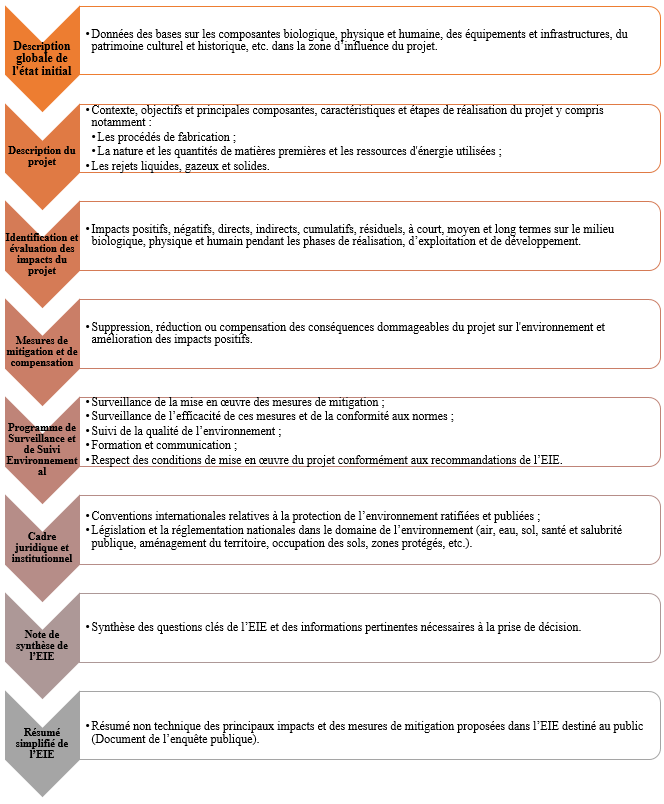 Description
globale de
l'état initial
• Données des bases sur les composantes biologique, physique et humaine, des équipements et infrastructures, du
patrimoine culturel et historique, etc. dans la zone d’influence du projet.
Description du
projet
• Contexte, objectifs et principales composantes, caractéristiques et étapes de réalisation du projet y compris
notamment :
• Les procédés de fabrication ;
• La nature et les quantités de matières premières et les ressources d'énergie utilisées ;
• Les rejets liquides, gazeux et solides.
Identification et
évaluation des
impacts du
projet
• Impacts positifs, négatifs, directs, indirects, cumulatifs, résiduels, à court, moyen et long termes sur le milieu
biologique, physique et humain pendant les phases de réalisation, d’exploitation et de développement.
Mesures de
mitigation et de
compensation
• Suppression, réduction ou compensation des conséquences dommageables du projet sur l'environnement et
amélioration des impacts positifs.
Programme de
Surveillance et
de Suivi
Environnement
al
• Surveillance de la mise en œuvre des mesures de mitigation ;
• Surveillance de l’efficacité de ces mesures et de la conformité aux normes ;
• Suivi de la qualité de l’environnement ;
• Formation et communication ;
• Respect des conditions de mise en œuvre du projet conformément aux recommandations de l’EIE.
Cadre
juridique et
institutionnel
• Conventions internationales relatives à la protection de l’environnement ratifiées et publiées ;
• Législation et la réglementation nationales dans le domaine de l’environnement (air, eau, sol, santé et salubrité
publique, aménagement du territoire, occupation des sols, zones protégés, etc.).
Note de
synthèse de
l’EIE
• Synthèse des questions clés de l’EIE et des informations pertinentes nécessaires à la prise de décision.
Résumé
simplifié de
l’EIE
• Résumé non technique des principaux impacts et des mesures de mitigation proposées dans l’EIE destiné au public
(Document de l’enquête publique).